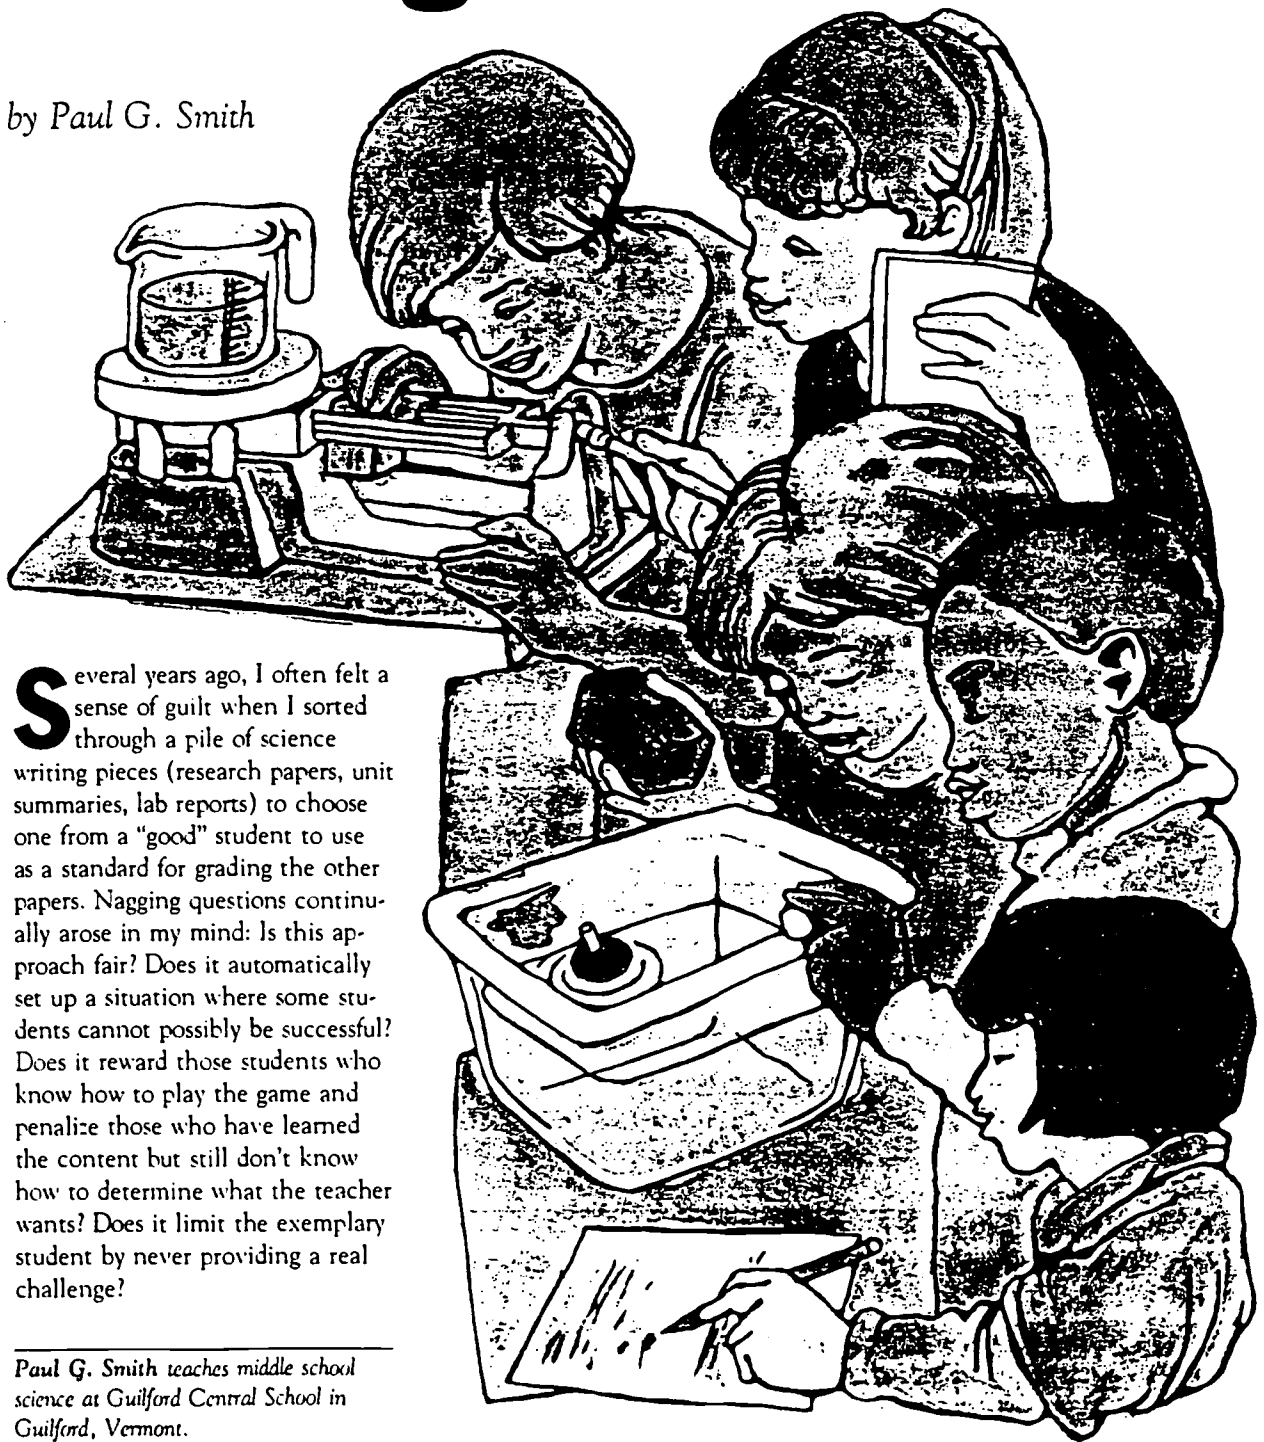 by Paul G. Smith
Several years ago, I often felt a
sense of guilt when I sorted
through a pile of science
writing pieces (research papers, unit
summaries, lab reports) to choose
one from a “good” student to use
as a standard for grading the other
papers. Nagging questions continu-
ally arose in my mind: Is this ap-
proach fair? Does it automatically
set up a situation where some stu-
dents cannot possibly be successful?
Does it reward those students who
know how to play the game and
penalize those who have learned
the content but still don't know
how to determine what the teacher
wants? Does it limit the exemplary
student by never providing a real
challenge?
Paul G. Smith teaches middle school
science at Guilford Central School in
Guilford, Vermont.